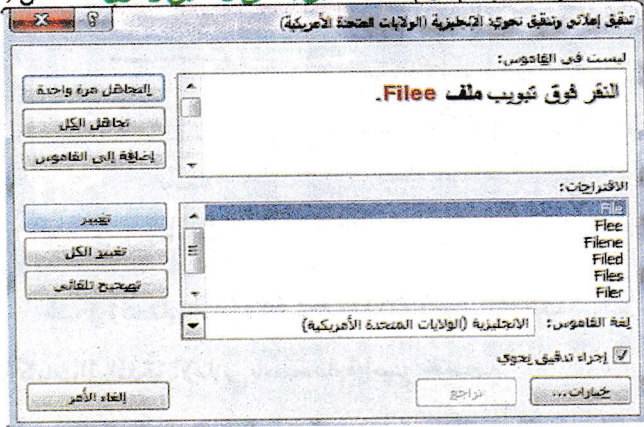 تدقيق إملائي وتدقيق نحوي: الإنجليزية (الولايات المتحدة الأمريكية)
ليست في القاموس:
النقر فوق تبويب ملف Filee.
التجاهل مرة واحدة
تجاهل الكل
إضافة إلى القاموس
الاقتراحات:
File
Flee
Filene
Filed
Files
Filer
تغيير
تغيير الكل
تصحيح تلقائي
لغة القاموس: الانجليزية (الولايات المتحدة الأمريكية)
إجراء تدقيق نحوي
خيارات...
تراجع
إلغاء الأمر